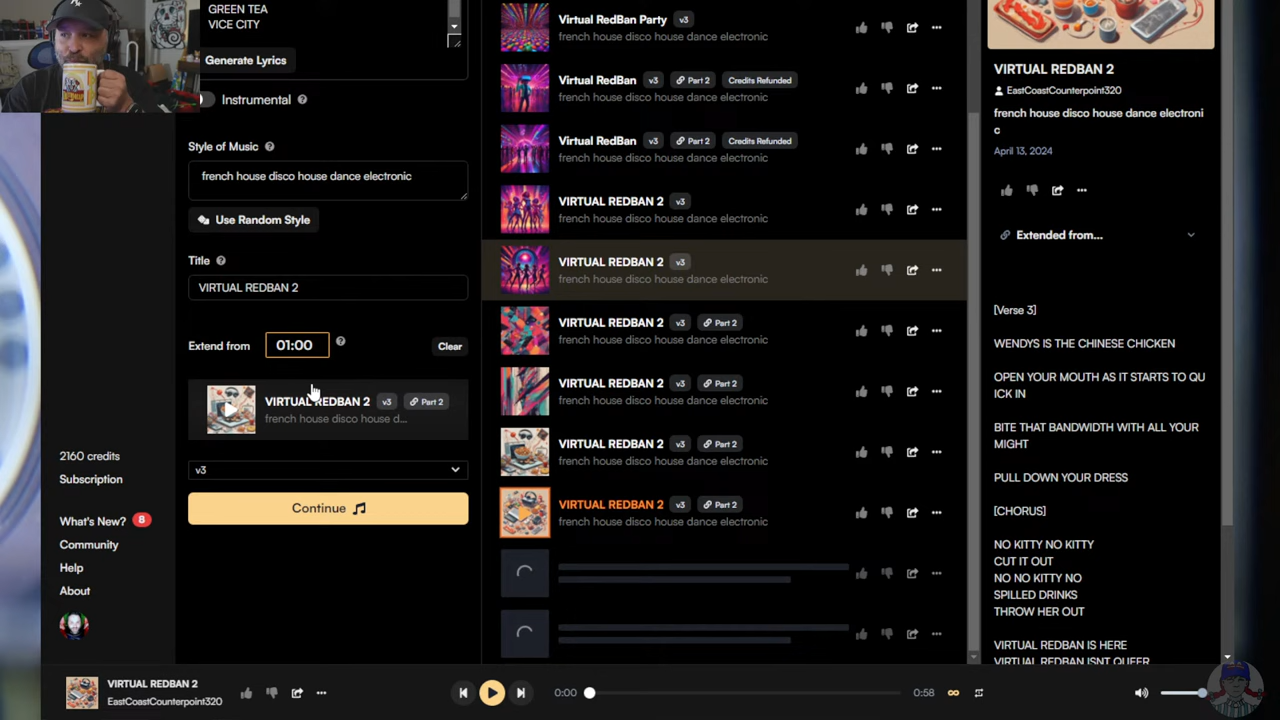 GREEN TEA
VICE CITY
Generate Lyrics
Instrumental
Style of Music
french house disco house dance electronic
Use Random Style
Title
VIRTUAL REDBAN 2
Extend from
01:00
Clear
VIRTUAL REDBAN 2 v3 Part 2
french house disco house d...
v3
Continue
2160 credits
Subscription
What's New? 8
Community
Help
About
Virtual RedBan Party v3
french house disco house dance electronic
Virtual RedBan v3 Part 2 Credits Refunded
french house disco house dance electronic
Virtual RedBan v3 Part 2 Credits Refunded
french house disco house dance electronic
VIRTUAL REDBAN 2 v3
french house disco house dance electronic
VIRTUAL REDBAN 2 v3
french house disco house dance electronic
VIRTUAL REDBAN 2 v3 Part 2
french house disco house dance electronic
VIRTUAL REDBAN 2 v3 Part 2
french house disco house dance electronic
VIRTUAL REDBAN 2 v3 Part 2
french house disco house dance electronic
VIRTUAL REDBAN 2 v3 Part 2
french house disco house dance electronic
VIRTUAL REDBAN 2
EastCoastCounterpoint320
french house disco house dance electroni
c
April 13, 2024
Extended from...
[Verse 3]
WENDYS IS THE CHINESE CHICKEN
OPEN YOUR MOUTH AS IT STARTS TO QU
ICK IN
BITE THAT BANDWIDTH WITH ALL YOUR
MIGHT
PULL DOWN YOUR DRESS
[CHORUS]
NO KITTY NO KITTY
CUT IT OUT
NO NO KITTY NO
SPILLED DRINKS
THROW HER OUT
VIRTUAL REDBAN IS HERE
VIRTUAL REDBAN ISNT QUEER
VIRTUAL REDBAN 2
EastCoastCounterpoint320
0:00
0:58